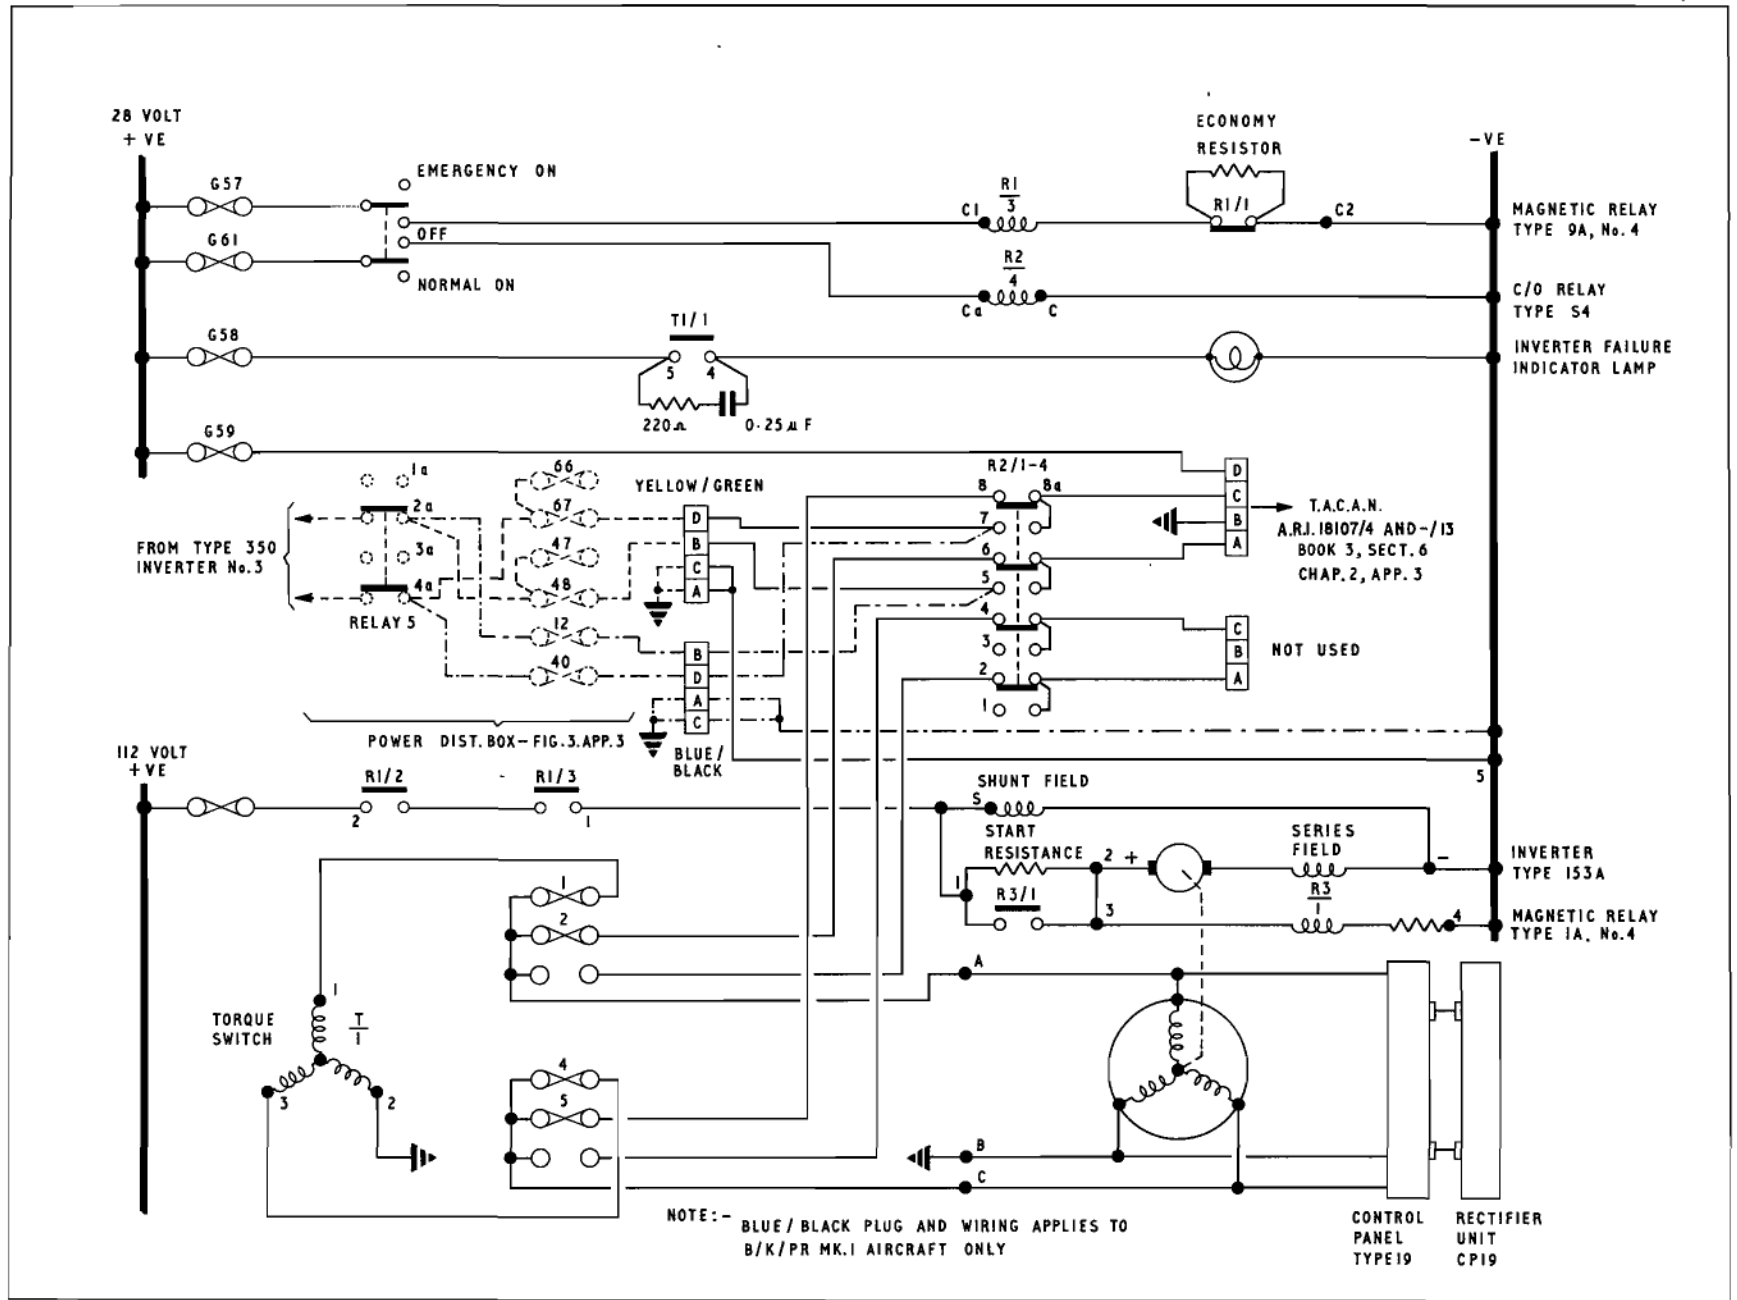 28 VOLT
+ VE
G57
G61
EMERGENCY ON
OFF
NORMAL ON
ECONOMY
RESISTOR
R1/1
C1
R1
3
C2
-VE
MAGNETIC RELAY
TYPE 9A, No. 4
R2
4
Ca
C
C/O RELAY
TYPE S4
G58
T1/1
5
4
220Ω
0.25μF
INVERTER FAILURE
INDICATOR LAMP
G59
1a
2a
3a
4a
RELAY 5
FROM TYPE 350
INVERTER No.3
66
67
47
48
12
40
YELLOW/GREEN
D
B
C
A
B
D
A
C
BLUE/
BLACK
POWER DIST. BOX - FIG.3. APP.3
R2/1-4
8
8a
7
6
5
4
3
2
1
D
C
B
A
T.A.C.A.N.
A.R.I. 18107/4 AND -/13
BOOK 3, SECT. 6
CHAP. 2, APP. 3
C
B
A
NOT USED
112 VOLT
+VE
R1/2
2
R1/3
1
5
SHUNT FIELD
S
START
RESISTANCE
1
R3/1
2
+
3
SERIES
FIELD
-
R3
1
4
INVERTER
TYPE 153A
MAGNETIC RELAY
TYPE 1A, No.4
1
2
4
5
A
B
C
TORQUE
SWITCH
T
1
1
3
2
NOTE:-
BLUE/BLACK PLUG AND WIRING APPLIES TO
B/K/PR MK.1 AIRCRAFT ONLY
CONTROL
PANEL
TYPE19
RECTIFIER
UNIT
CP19